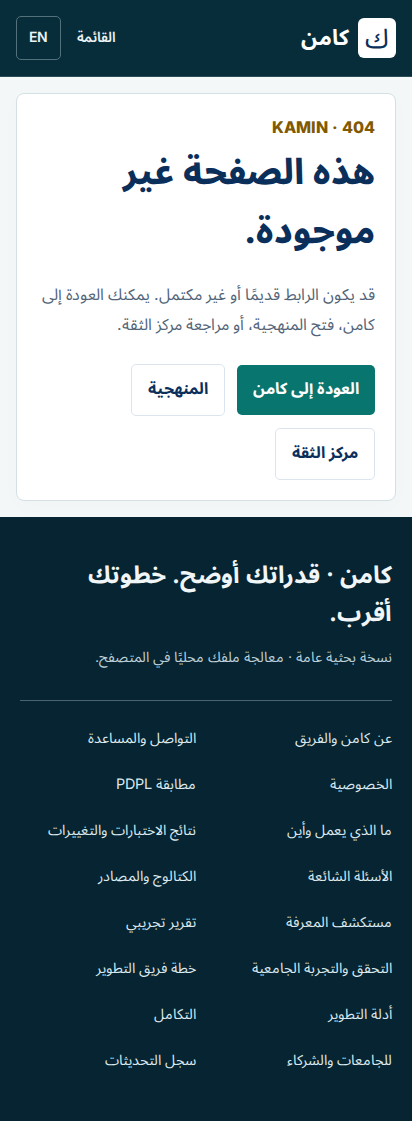 ك كامن
القائمة
EN
KAMIN · 404
هذه الصفحة غير
موجودة.
قد يكون الرابط قديمًا أو غير مكتمل. يمكنك العودة إلى
كامن، فتح المنهجية، أو مراجعة مركز الثقة.
العودة إلى كامن
المنهجية
مركز الثقة
كامن · قدراتك أوضح. خطوتك
أقرب.
نسخة بحثية عامة · معالجة ملفك محليًا في المتصفح.
عن كامن والفريق
التواصل والمساعدة
الخصوصية
مطابقة PDPL
ما الذي يعمل وأين
نتائج الاختبارات والتغييرات
الأسئلة الشائعة
الكتالوج والمصادر
مستكشف المعرفة
تقرير تجريبي
التحقق والتجربة الجامعية
خطة فريق التطوير
أدلة التطوير
التكامل
للجامعات والشركاء
سجل التحديثات